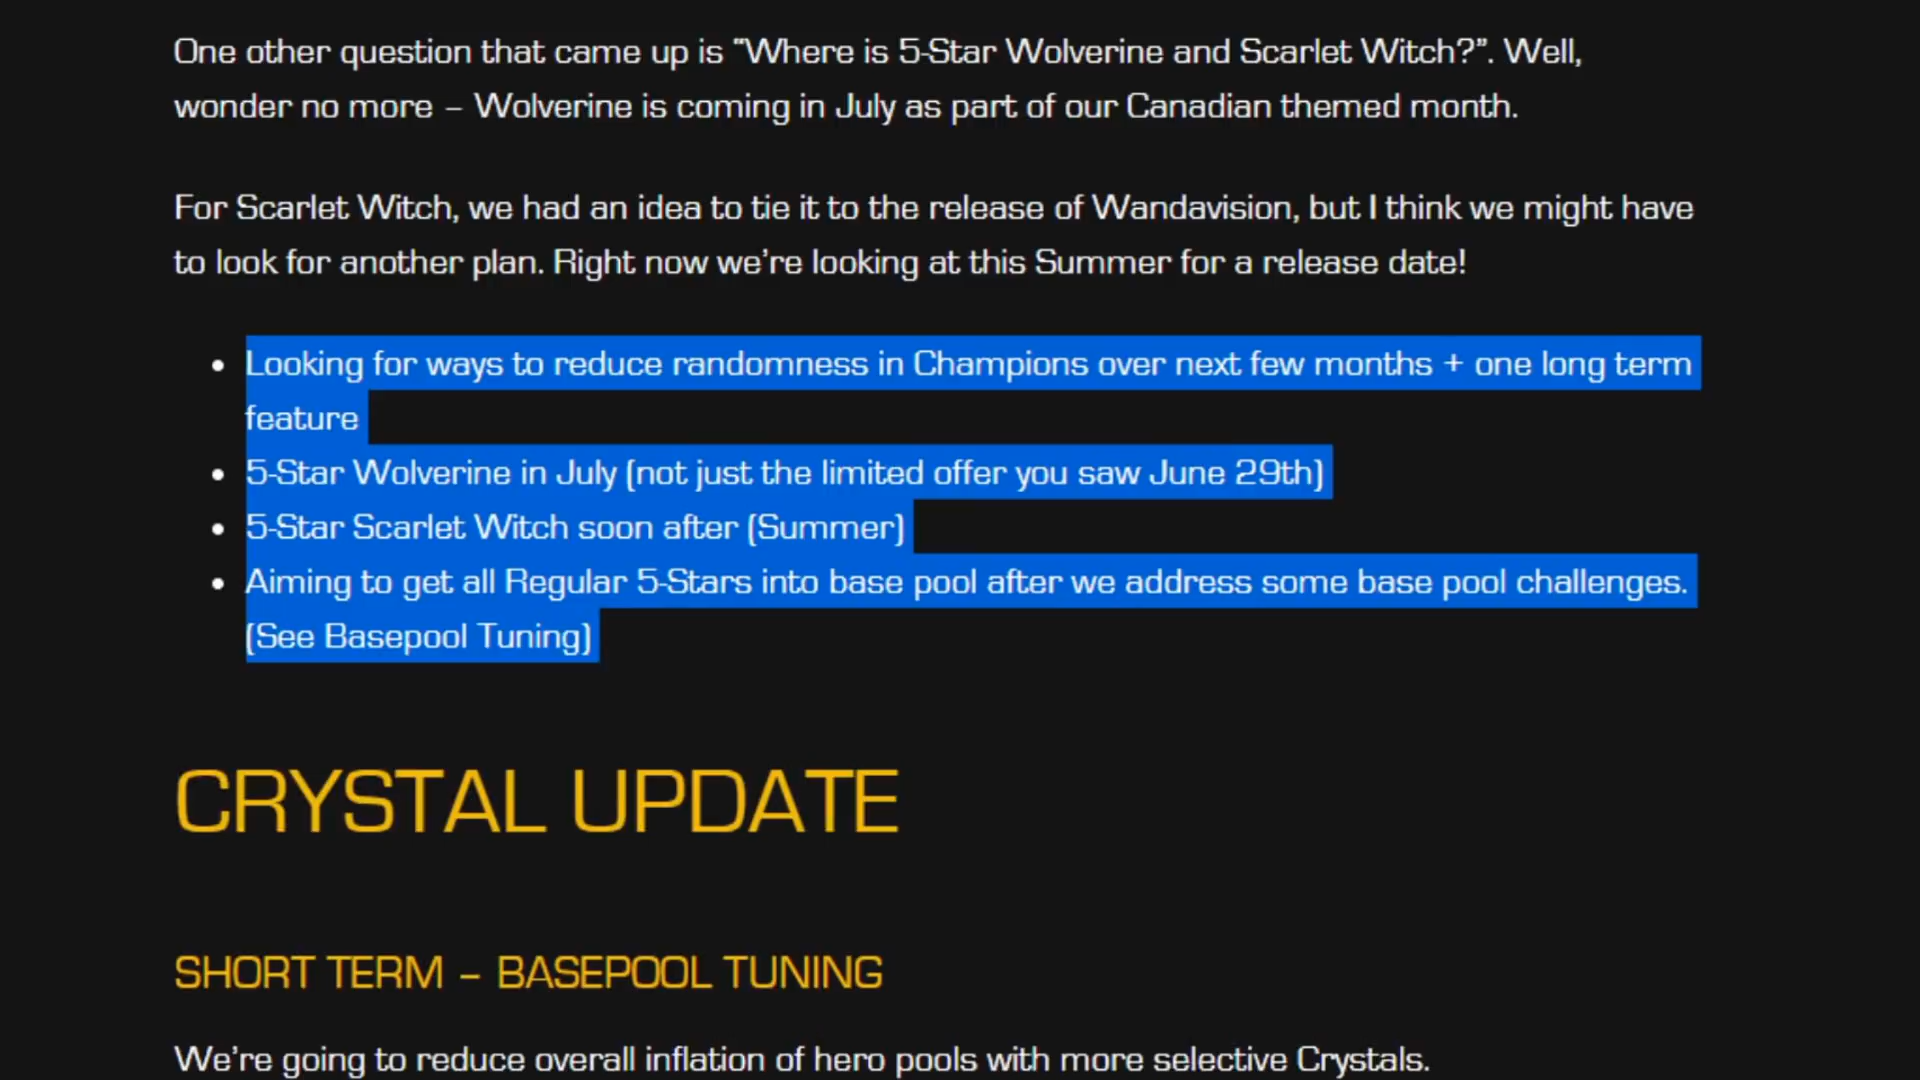 One other question that came up is "Where is 5-Star Wolverine and Scarlet Witch?". Well,
wonder no more – Wolverine is coming in July as part of our Canadian themed month.
For Scarlet Witch, we had an idea to tie it to the release of Wandavision, but I think we might have
to look for another plan. Right now we're looking at this Summer for a release date!
• Looking for ways to reduce randomness in Champions over next few months + one long term
feature
• 5-Star Wolverine in July (not just the limited offer you saw June 29th)
• 5-Star Scarlet Witch soon after (Summer)
• Aiming to get all Regular 5-Stars into base pool after we address some base pool challenges.
(See Basepool Tuning)
CRYSTAL UPDATE
SHORT TERM – BASEPOOL TUNING
We're going to reduce overall inflation of hero pools with more selective Crystals.